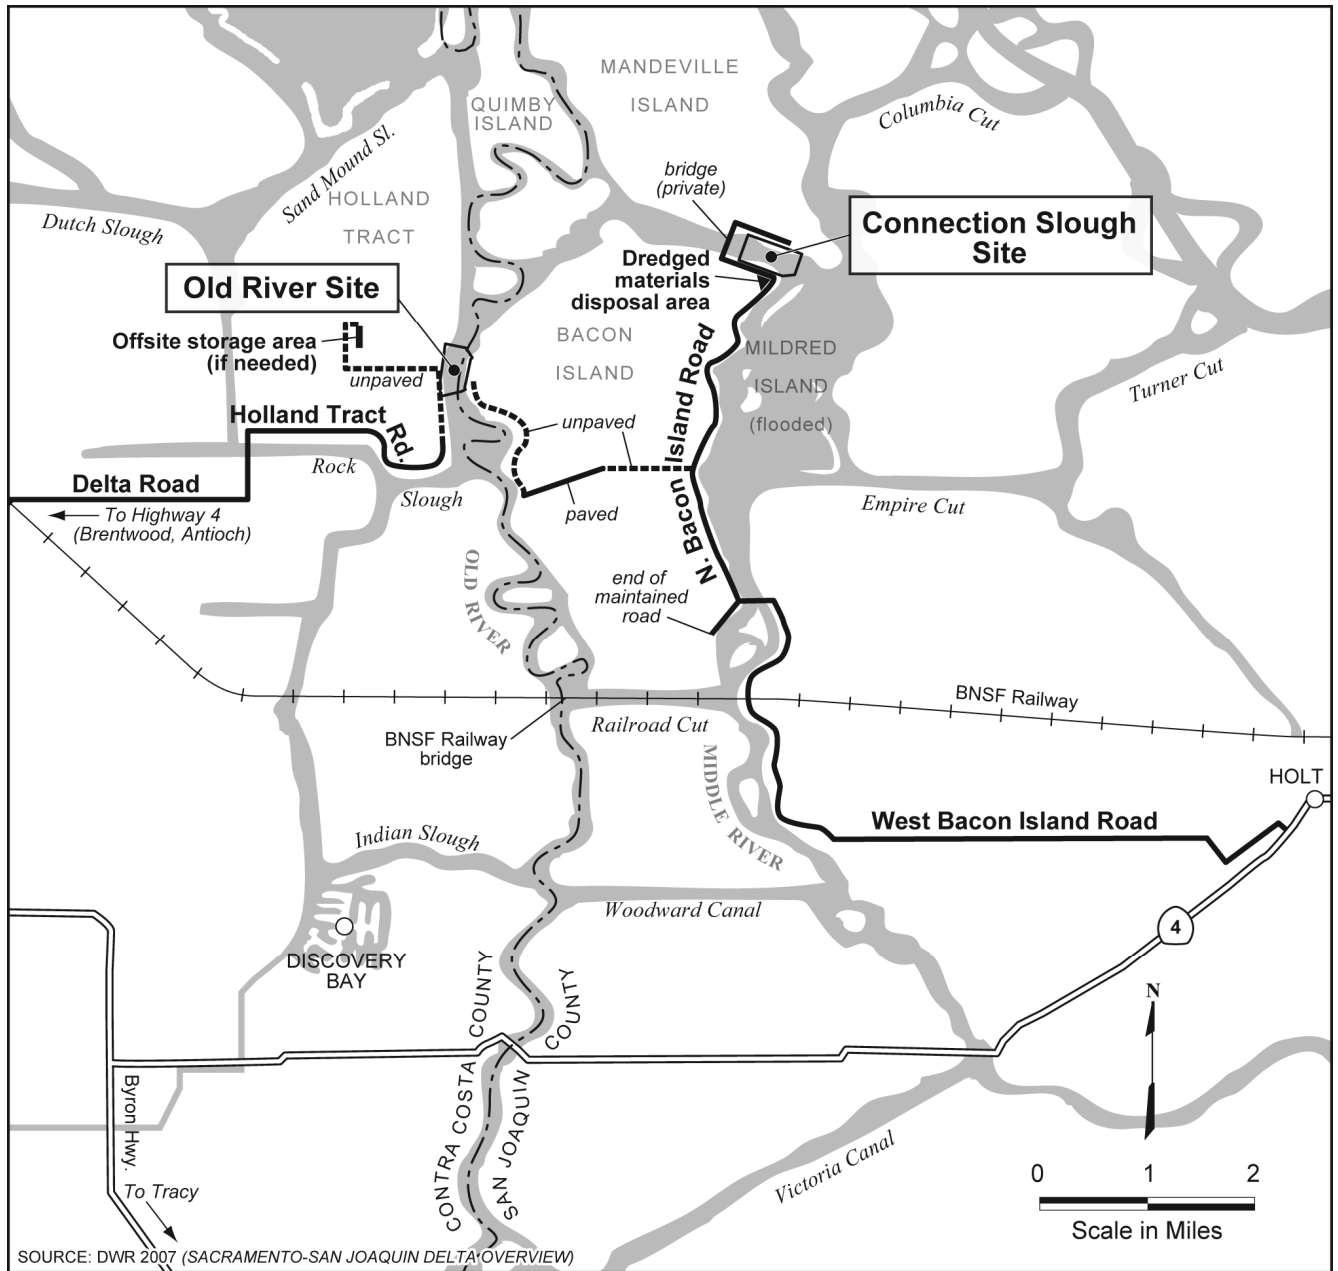 MANDEVILLE
ISLAND
QUIMBY
ISLAND
Columbia Cut
Sand Mound Sl.
bridge
(private)
HOLLAND
TRACT
Dutch Slough
Connection Slough
Site
Dredged
materials
disposal area
Old River Site
Offsite storage area
(if needed)
unpaved
BACON
ISLAND
MILDRED
ISLAND
(flooded)
Turner Cut
Holland Tract
Rd.
unpaved
N. Bacon Island Road
Rock
Slough
Delta Road
To Highway 4
(Brentwood, Antioch)
paved
Empire Cut
OLD RIVER
end of
maintained
road
BNSF Railway
Railroad Cut
BNSF Railway
bridge
MIDDLE RIVER
HOLT
West Bacon Island Road
Indian Slough
Woodward Canal
4
DISCOVERY
BAY
COUNTY
COUNTY
N
CONTRA COSTA
SAN JOAQUIN
Byron Hwy.
To Tracy
Victoria Canal
0 1 2
Scale in Miles
SOURCE: DWR 2007 (SACRAMENTO-SAN JOAQUIN DELTA OVERVIEW)